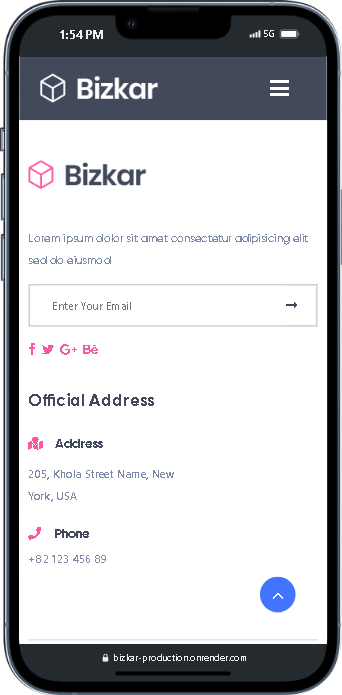 1:54 PM 5G
Bizkar
Bizkar
Lorem ipsum dolor sit amet consectetur adipisicing elit
sed do eiusmod
Enter Your Email
f G+ Bē
Official Address
Address
205, Khola Street Name, New
York, USA
Phone
+82 123 456 89
bizkar-production.onrender.com